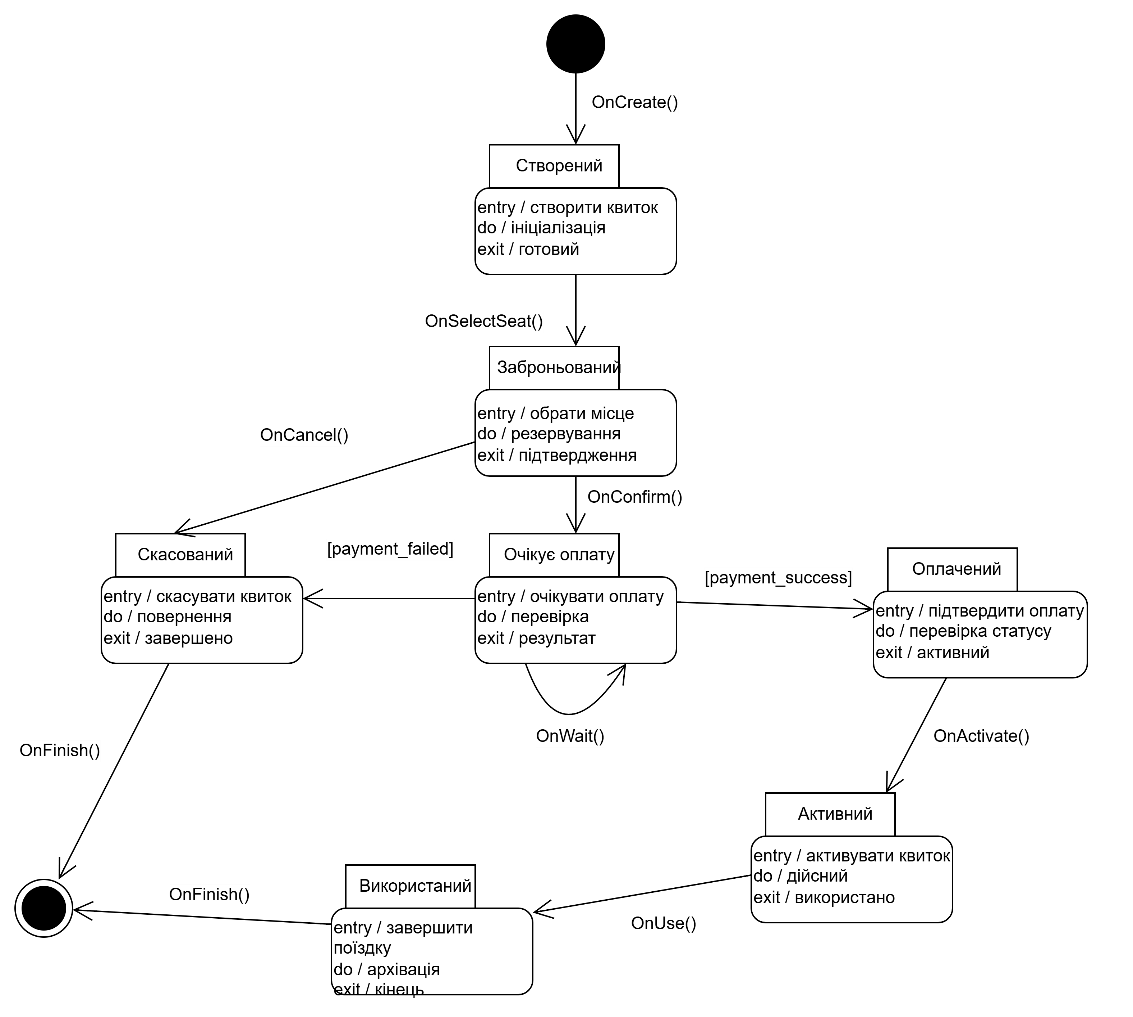 OnCreate()
Створений
entry / створити квиток
do / ініціалізація
exit / готовий
OnSelectSeat()
Заброньований
entry / обрати місце
do / резервування
exit / підтвердження
OnCancel()
OnConfirm()
Скасований
[payment_failed]
Очікує оплату
[payment_success]
Оплачений
entry / скасувати квиток
do / повернення
exit / завершено
entry / очікувати оплату
do / перевірка
exit / результат
entry / підтвердити оплату
do / перевірка статусу
exit / активний
OnWait()
OnFinish()
OnActivate()
Активний
entry / активувати квиток
do / дійсний
exit / використано
Використаний
OnFinish()
OnUse()
entry / завершити
поїздку
do / архівація
exit / кінець